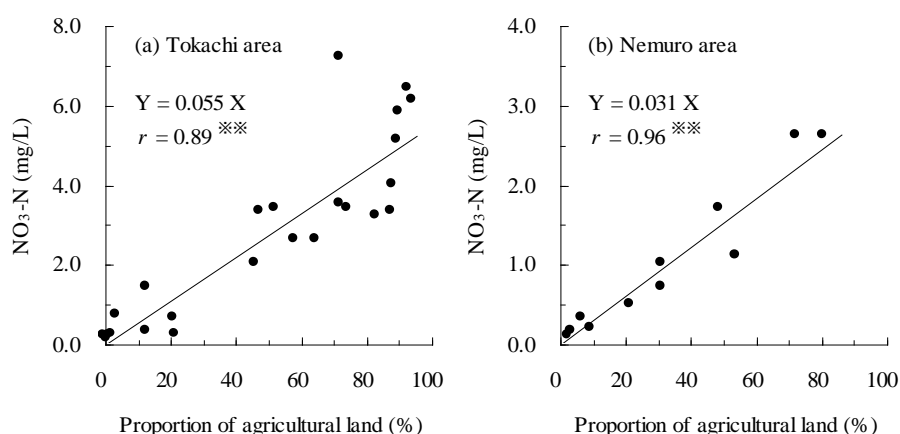 (a) Tokachi area
Y = 0.055 X
r = 0.89 ※※
NO₃-N (mg/L)
8.0
6.0
4.0
2.0
0.0
0 20 40 60 80 100
Proportion of agricultural land (%)
(b) Nemuro area
Y = 0.031 X
r = 0.96 ※※
NO₃-N (mg/L)
4.0
3.0
2.0
1.0
0.0
0 20 40 60 80 100
Proportion of agricultural land (%)